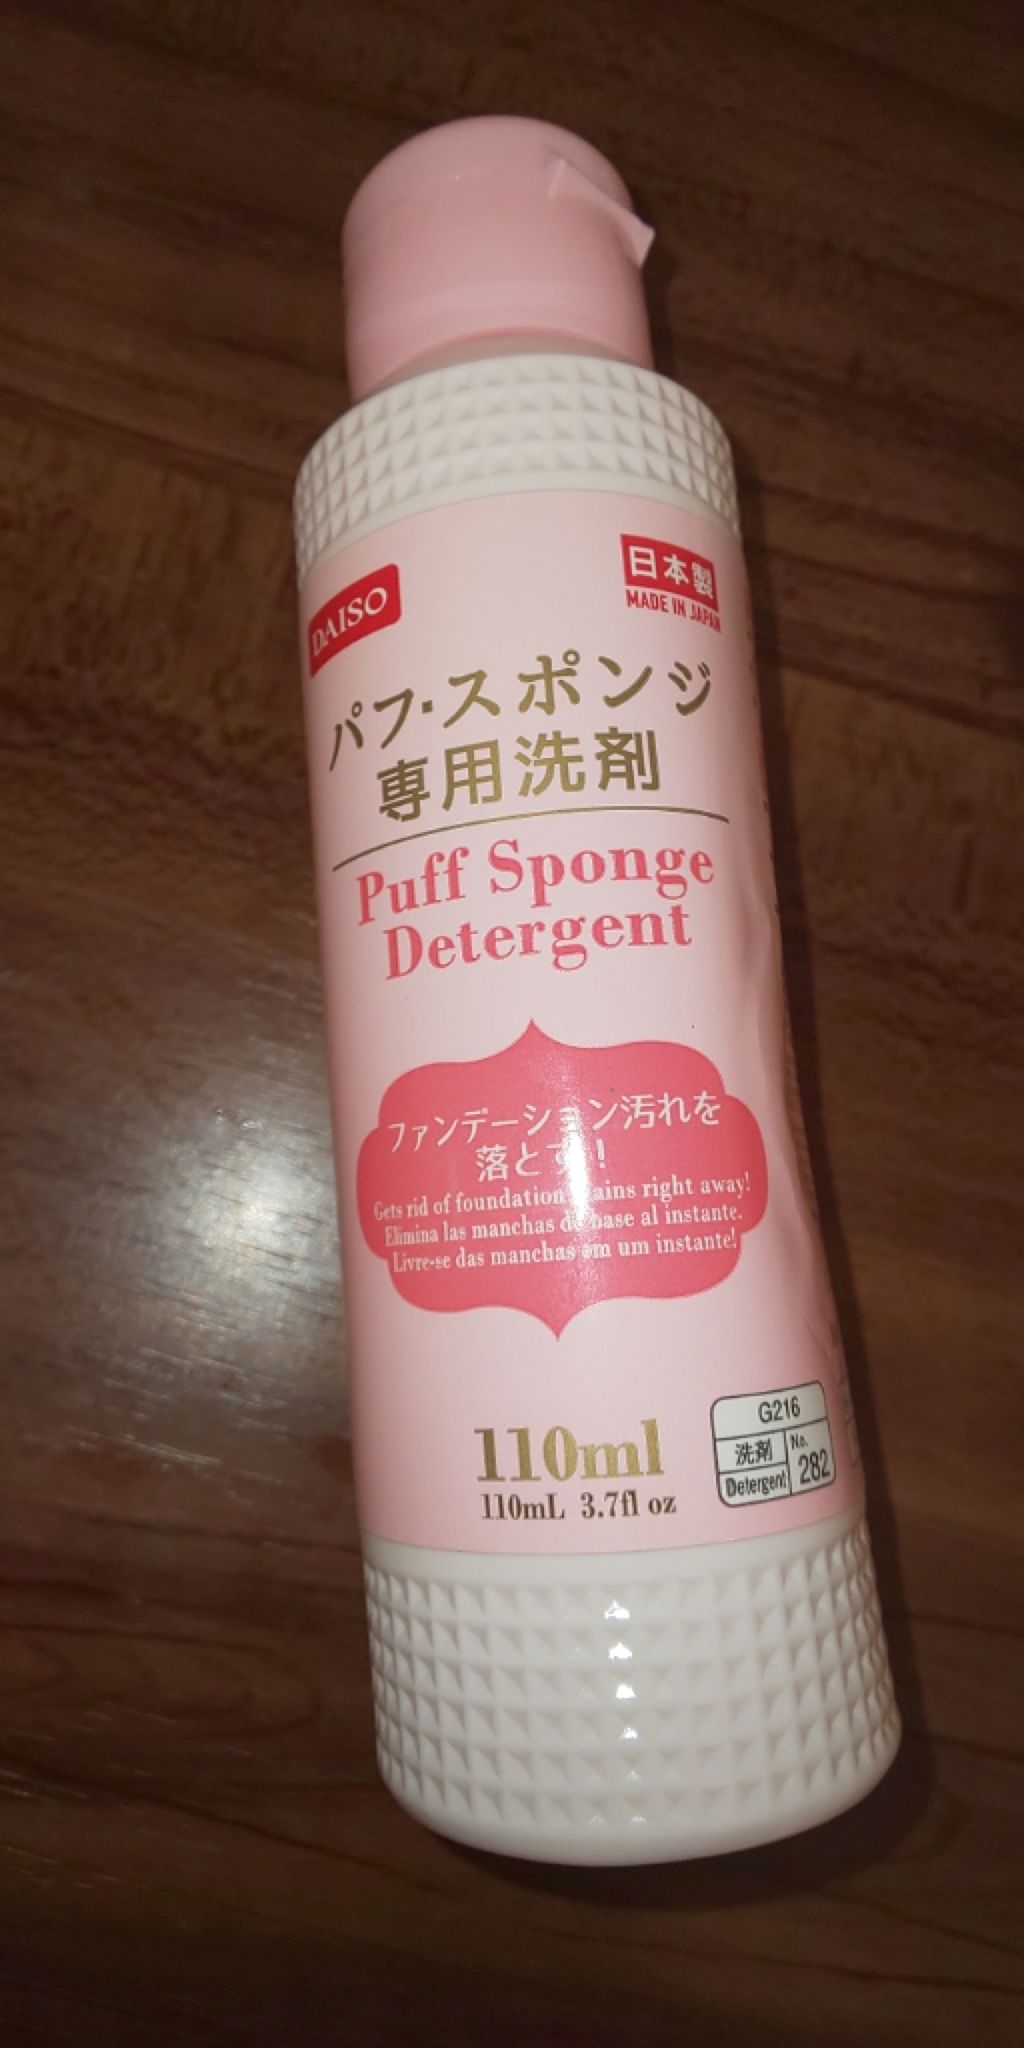 DAISO
日本製
MADE IN JAPAN
パフ・スポンジ
専用洗剤
Puff Sponge
Detergent
ファンデーション汚れを
落とす!
Gets rid of foundation right away!
Elimina las manchas de base al instante.
Livre-se das manchas em um instante!
110ml
110mL 3.7fl oz
G216
洗剤
No.
Detergent
282